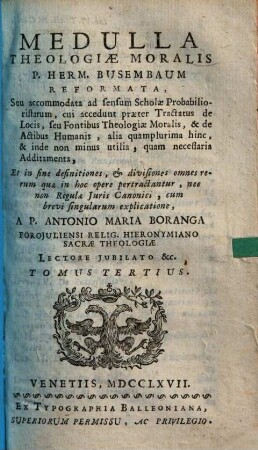 MEDULLA
THEOLOGIÆ MORALIS
P. HERM. BUSEMBAUM
REFORMATA,
Seu accommodata ad sensum Scholæ Probabilio-
ristarum, cui accedunt præter Tractatus de
Locis, seu Fontibus Theologiæ Moralis, & de
Actibus Humanis, alia quamplurima hinc,
& inde non minus utilia, quam necessaria
Additamenta,
Et in fine definitiones, & divisiones omnes re-
rum qua in hoc opere pertractantur, nec
non Regulæ Juris Canonici, cum
brevi singularum explicatione,
A P. ANTONIO MARIA BORANGA
FOROJULIENSI RELIG. HIERONYMIANO
SACRÆ THEOLOGIÆ
LECTORE JUBILATO &c.
TOMUS TERTIUS.
VENETIIS, MDCCLXVII.
EX TYPOGRAPHIA BALLEONIANA,
SUPERIORUM PERMISSU, AC PRIVILEGIO.